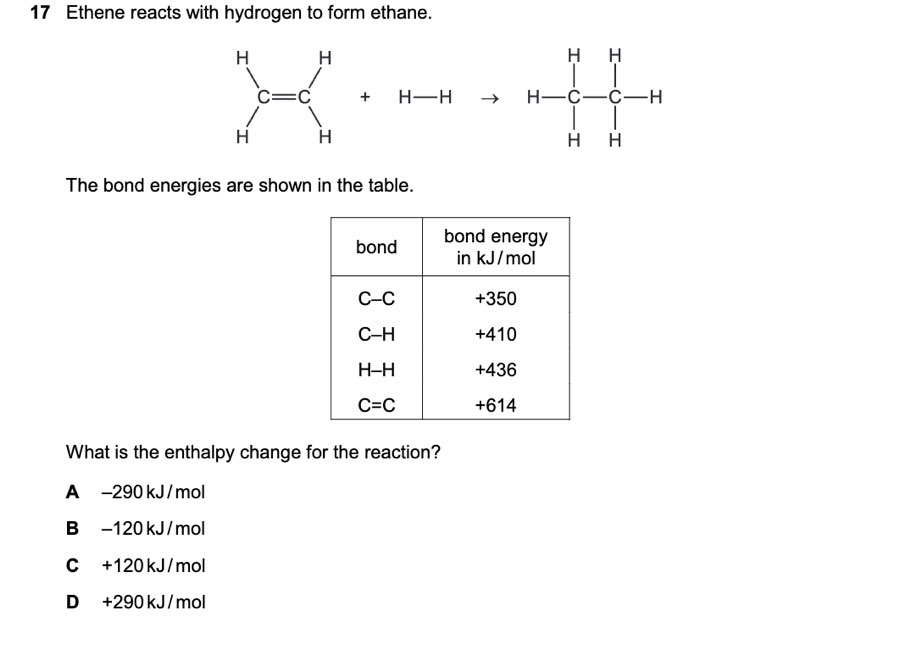 17 Ethene reacts with hydrogen to form ethane.
H H H H
C=C + H—H → H—C—C—H
H H H H
The bond energies are shown in the table.
bond bond energy in kJ/mol
C–C +350
C–H +410
H–H +436
C=C +614
What is the enthalpy change for the reaction?
A –290 kJ/mol
B –120 kJ/mol
C +120 kJ/mol
D +290 kJ/mol